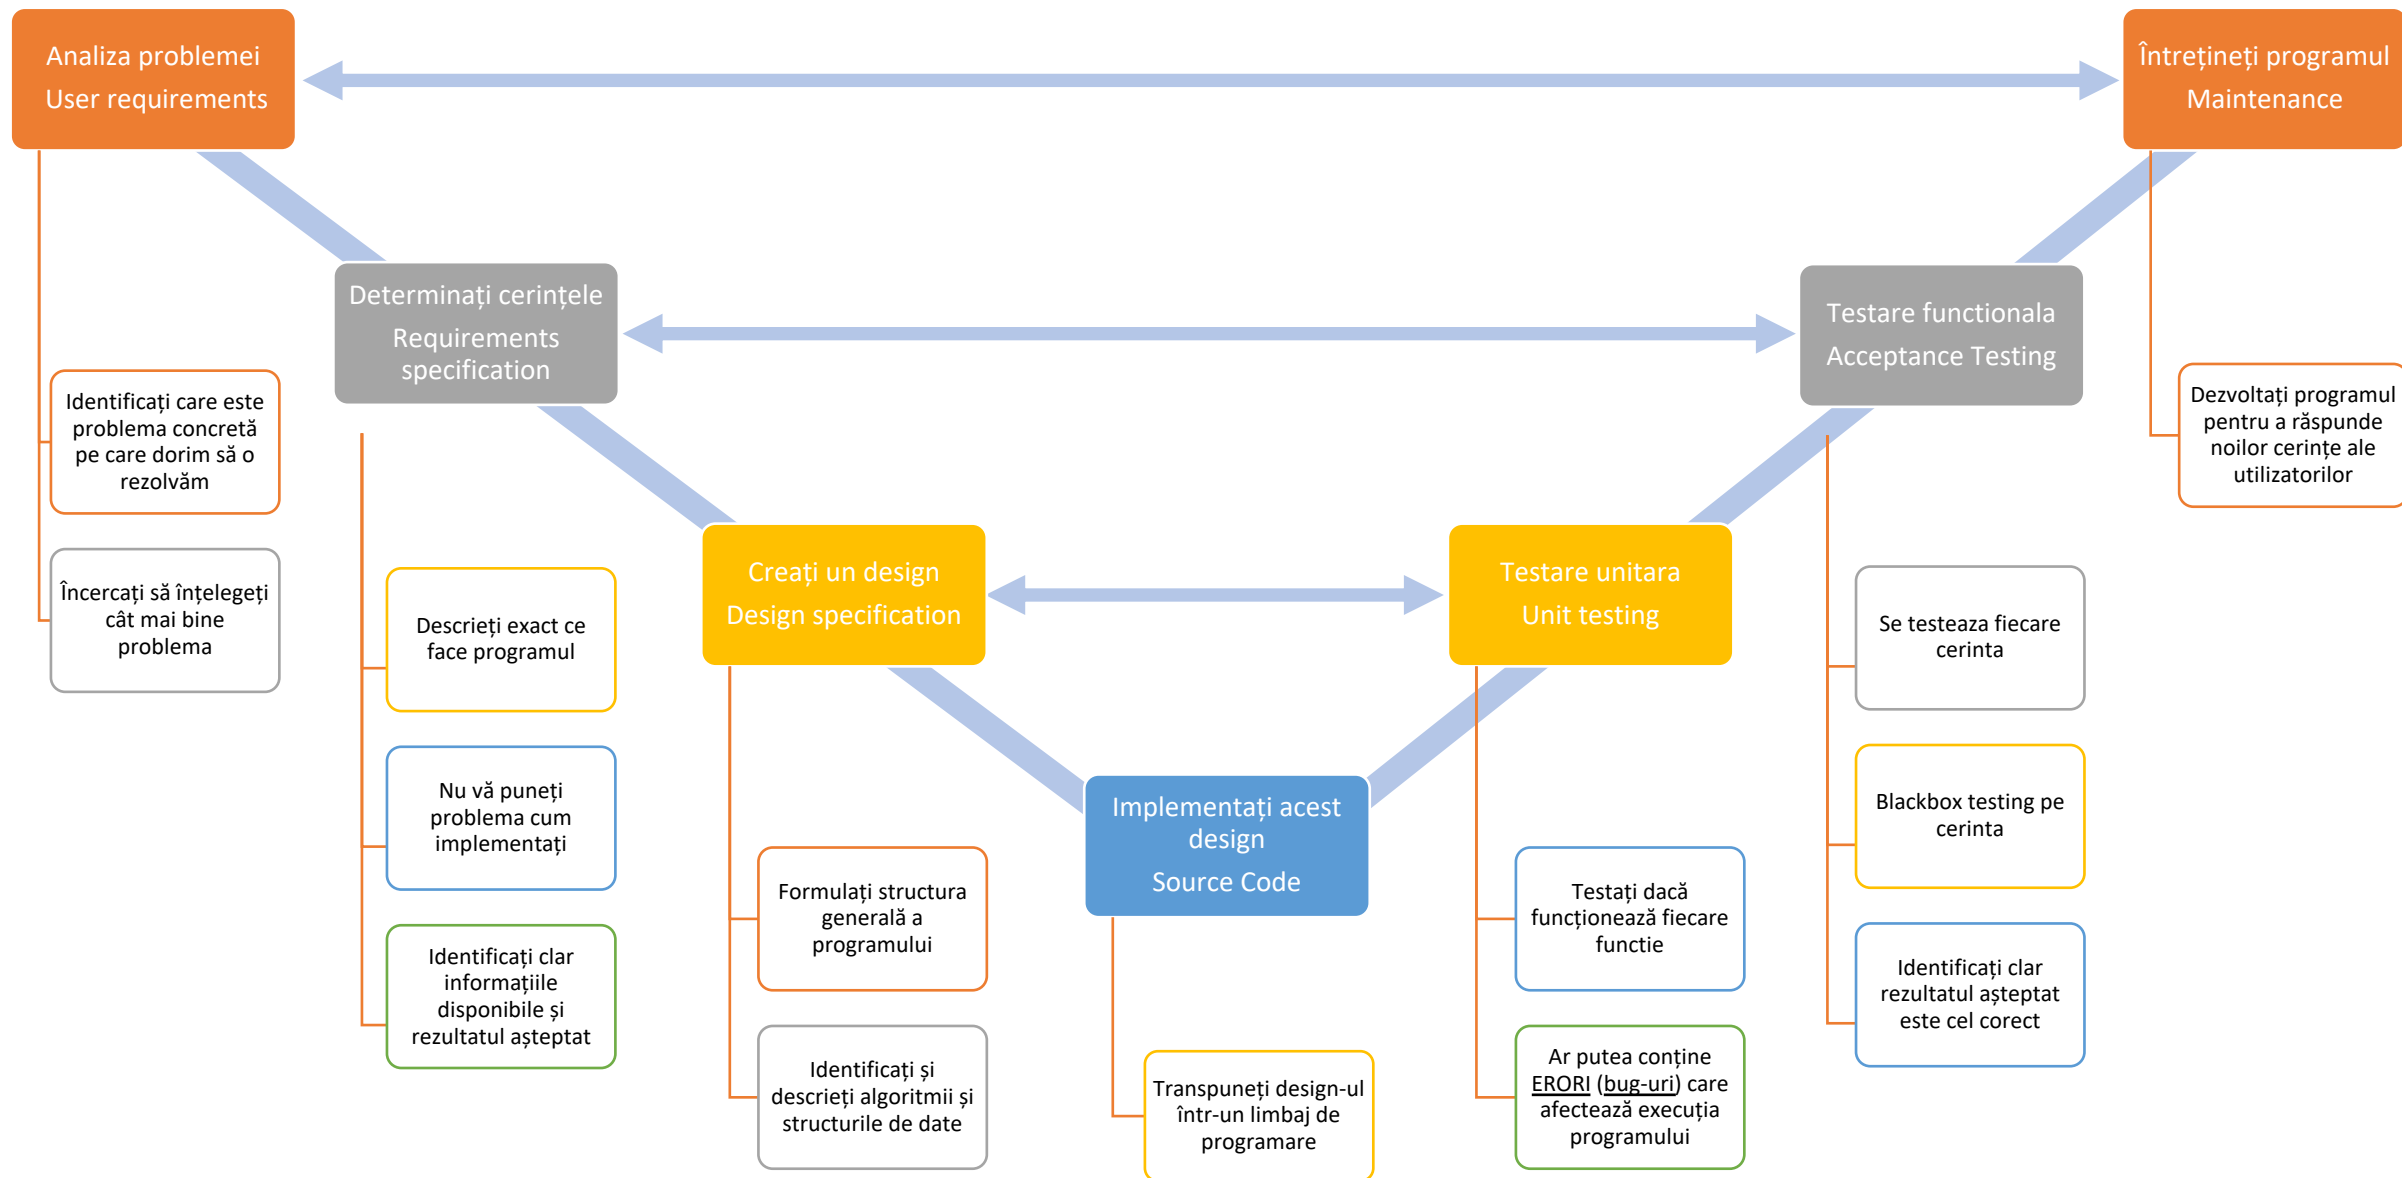 Analiza problemei
User requirements
Întrețineți programul
Maintenance
Determinați cerințele
Requirements
specification
Testare functionala
Acceptance Testing
Identificați care este
problema concretă
pe care dorim să o
rezolvăm
Dezvoltați programul
pentru a răspunde
noilor cerințe ale
utilizatorilor
Încercați să înțelegeți
cât mai bine
problema
Creați un design
Design specification
Testare unitara
Unit testing
Descrieți exact ce
face programul
Se testeaza fiecare
cerinta
Nu vă puneți
problema cum
implementați
Implementați acest
design
Source Code
Blackbox testing pe
cerinta
Formulați structura
generală a
programului
Testați dacă
funcționează fiecare
functie
Identificați clar
informațiile
disponibile și
rezultatul așteptat
Identificați clar
rezultatul așteptat
este cel corect
Identificați și
descrieți algoritmii și
structurile de date
Transpuneți design-ul
într-un limbaj de
programare
Ar putea conține
ERORI (bug-uri) care
afectează execuția
programului